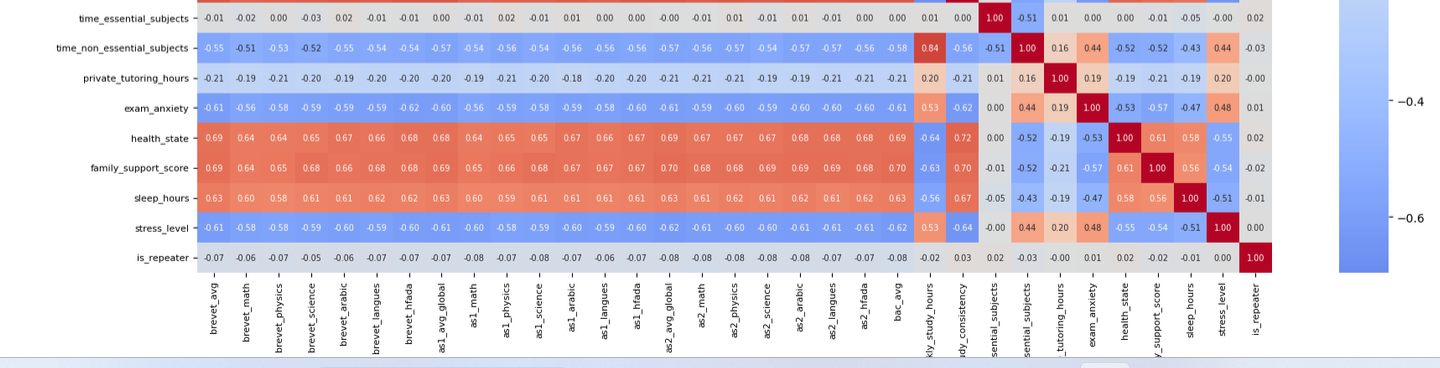 time_essential_subjects -0.01 -0.02 0.00 -0.03 0.02 -0.01 -0.01 0.00 -0.01 0.02 -0.01 0.01 -0.01 -0.00 0.00 -0.01 0.01 -0.01 0.01 -0.01 0.00 -0.00 0.01 0.00 1.00 -0.51 0.01 0.00 0.00 -0.01 -0.05 -0.00 0.02
time_non_essential_subjects -0.55 -0.51 -0.53 -0.52 -0.55 -0.54 -0.54 -0.57 -0.54 -0.56 -0.54 -0.56 -0.56 -0.56 -0.57 -0.56 -0.57 -0.54 -0.57 -0.57 -0.56 -0.58 0.84 -0.56 -0.51 1.00 0.16 0.44 -0.52 -0.52 -0.43 0.44 -0.03
private_tutoring_hours -0.21 -0.19 -0.21 -0.20 -0.19 -0.20 -0.20 -0.20 -0.19 -0.21 -0.20 -0.18 -0.20 -0.20 -0.21 -0.21 -0.21 -0.19 -0.19 -0.21 -0.20 -0.21 0.20 -0.21 0.01 0.16 1.00 0.19 -0.19 -0.21 -0.19 0.20 -0.00
exam_anxiety -0.61 -0.56 -0.58 -0.59 -0.59 -0.59 -0.62 -0.60 -0.56 -0.59 -0.58 -0.59 -0.58 -0.60 -0.61 -0.59 -0.60 -0.59 -0.60 -0.60 -0.60 -0.61 0.53 -0.62 0.00 0.44 0.19 1.00 -0.53 -0.57 -0.47 0.48 0.01
health_state 0.69 0.64 0.64 0.65 0.67 0.66 0.68 0.68 0.64 0.65 0.65 0.67 0.66 0.67 0.69 0.67 0.67 0.67 0.68 0.68 0.68 0.69 -0.64 0.72 0.00 -0.52 -0.19 -0.53 1.00 0.61 0.58 -0.55 0.02
family_support_score 0.69 0.64 0.65 0.68 0.66 0.68 0.68 0.68 0.65 0.66 0.68 0.67 0.67 0.67 0.70 0.68 0.68 0.69 0.69 0.68 0.68 0.70 -0.63 0.70 -0.01 -0.52 -0.21 -0.57 0.61 1.00 0.56 -0.54 -0.02
sleep_hours 0.63 0.60 0.58 0.61 0.61 0.62 0.62 0.63 0.60 0.59 0.61 0.61 0.61 0.61 0.63 0.61 0.62 0.61 0.62 0.61 0.62 0.63 -0.56 0.67 -0.05 -0.43 -0.19 -0.47 0.58 0.56 1.00 -0.51 -0.01
stress_level -0.61 -0.58 -0.58 -0.59 -0.60 -0.59 -0.60 -0.61 -0.60 -0.58 -0.59 -0.60 -0.59 -0.60 -0.62 -0.60 -0.60 -0.60 -0.61 -0.61 -0.61 -0.62 0.53 -0.64 -0.00 0.44 0.20 0.48 -0.55 -0.54 -0.51 1.00 0.00
is_repeater -0.07 -0.06 -0.07 -0.05 -0.06 -0.07 -0.07 -0.07 -0.08 -0.07 -0.08 -0.08 -0.07 -0.07 -0.08 -0.08 -0.08 -0.08 -0.08 -0.07 -0.07 -0.08 -0.02 0.03 0.02 -0.03 -0.00 0.01 0.02 -0.02 -0.01 0.00 1.00
−0.4
−0.6
brevet_avg
brevet_math
brevet_physics
brevet_science
brevet_arabic
brevet_langues
brevet_hfada
as1_avg_global
as1_math
as1_physics
as1_science
as1_arabic
as1_langues
as1_hfada
as2_avg_global
as2_math
as2_physics
as2_science
as2_arabic
as2_langues
as2_hfada
bac_avg
kly_study_hours
udy_consistency
sential_subjects
sential_subjects
_tutoring_hours
exam_anxiety
health_state
y_support_score
sleep_hours
stress_level
is_repeater